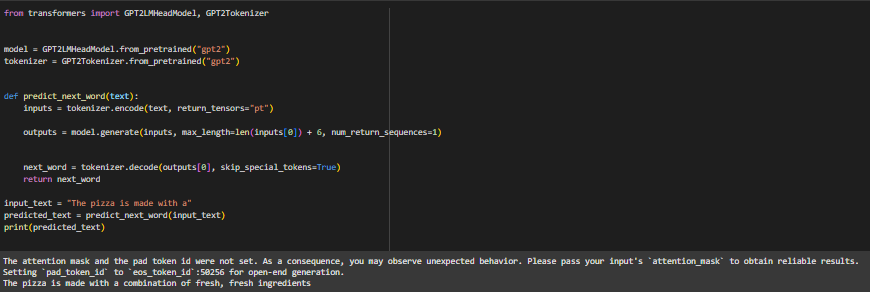 from transformers import GPT2LMHeadModel, GPT2Tokenizer
model = GPT2LMHeadModel.from_pretrained("gpt2")
tokenizer = GPT2Tokenizer.from_pretrained("gpt2")
def predict_next_word(text):
    inputs = tokenizer.encode(text, return_tensors="pt")
    outputs = model.generate(inputs, max_length=len(inputs[0]) + 6, num_return_sequences=1)
    next_word = tokenizer.decode(outputs[0], skip_special_tokens=True)
    return next_word
input_text = "The pizza is made with a"
predicted_text = predict_next_word(input_text)
print(predicted_text)
The attention mask and the pad token id were not set. As a consequence, you may observe unexpected behavior. Please pass your input's `attention_mask` to obtain reliable results.
Setting `pad_token_id` to `eos_token_id`:50256 for open-end generation.
The pizza is made with a combination of fresh, fresh ingredients